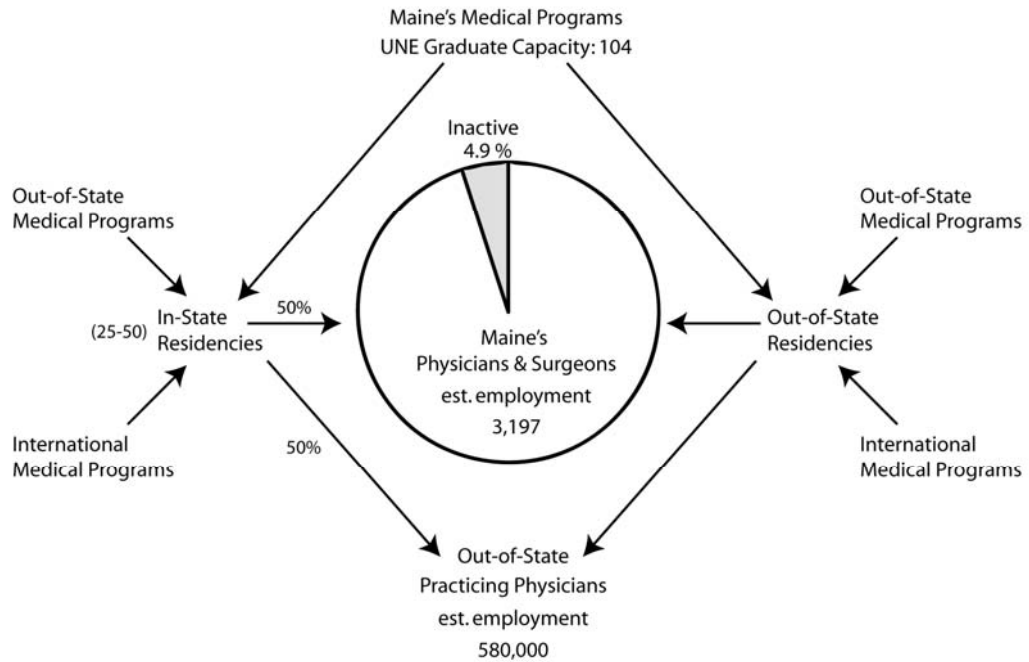 Maine's Medical Programs
UNE Graduate Capacity: 104
Inactive
4.9 %
Out-of-State
Medical Programs
Out-of-State
Medical Programs
(25-50)
In-State
Residencies
50%
Maine's
Physicians & Surgeons
est. employment
3,197
Out-of-State
Residencies
International
Medical Programs
50%
International
Medical Programs
Out-of-State
Practicing Physicians
est. employment
580,000